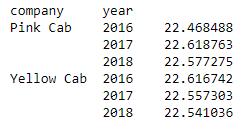 company year
Pink Cab 2016 22.468488
2017 22.618763
2018 22.577275
Yellow Cab 2016 22.616742
2017 22.557303
2018 22.541036